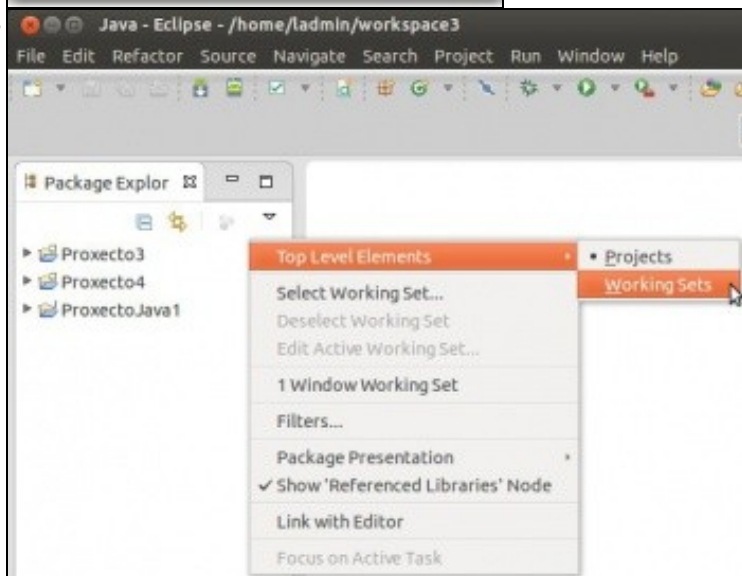 Java - Eclipse - /home/ladmin/workspace3
File Edit Refactor Source Navigate Search Project Run Window Help
Package Explor
Proxecto3
Proxecto4
ProxectoJava1
Top Level Elements
Projects
Working Sets
Select Working Set...
Deselect Working Set
Edit Active Working Set...
1 Window Working Set
Filters...
Package Presentation
Show 'Referenced Libraries' Node
Link with Editor
Focus on Active Task